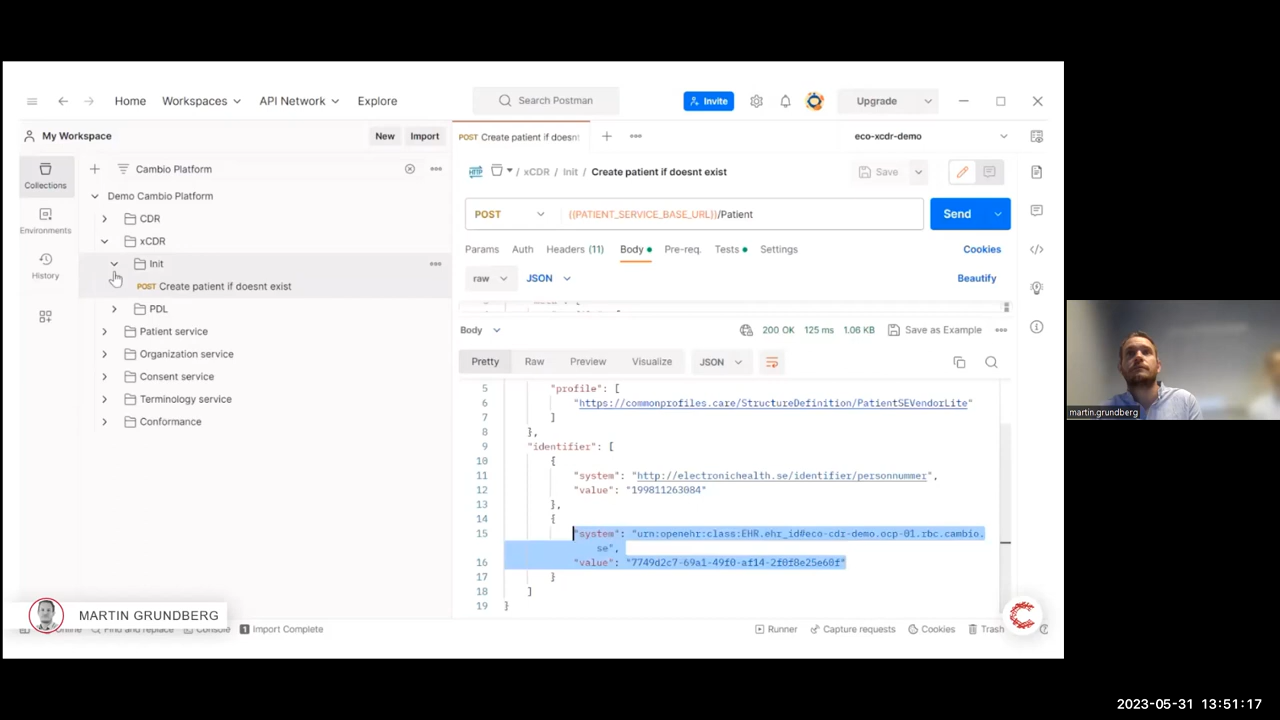 Home Workspaces API Network Explore Search Postman Invite Upgrade
My Workspace New Import POST Create patient if doesn eco-xcdr-demo
Collections
Environments
History
Cambio Platform
Demo Cambio Platform
CDR
xCDR
Init
POST Create patient if doesnt exist
PDL
Patient service
Organization service
Consent service
Terminology service
Conformance
HTTP / xCDR / Init / Create patient if doesnt exist Save
POST {{PATIENT_SERVICE_BASE_URL}}/Patient Send
Params Auth Headers (11) Body Pre-req. Tests Settings Cookies
raw JSON Beautify
Body 200 OK 125 ms 1.06 KB Save as Example
Pretty Raw Preview Visualize JSON
5 "profile": [
6 "https://commonprofiles.care/StructureDefinition/PatientSEVendorLite"
7 ]
8 },
9 "identifier": [
10 {
11 "system": "http://electronichealth.se/identifier/personnummer",
12 "value": "199811263084"
13 },
14 {
15 "system": "urn:openehr:class:EHR.ehr_id#eco-cdr-demo.ocp-01.rbc.cambio.
se",
16 "value": "7749d2c7-69a1-49f0-af14-2f0f8e25e60f"
17 }
18 ]
19 }
MARTIN GRUNDBERG
Online Find and replace Console Import Complete Runner Capture requests Cookies Trash
martin.grundberg
2023-05-31 13:51:17